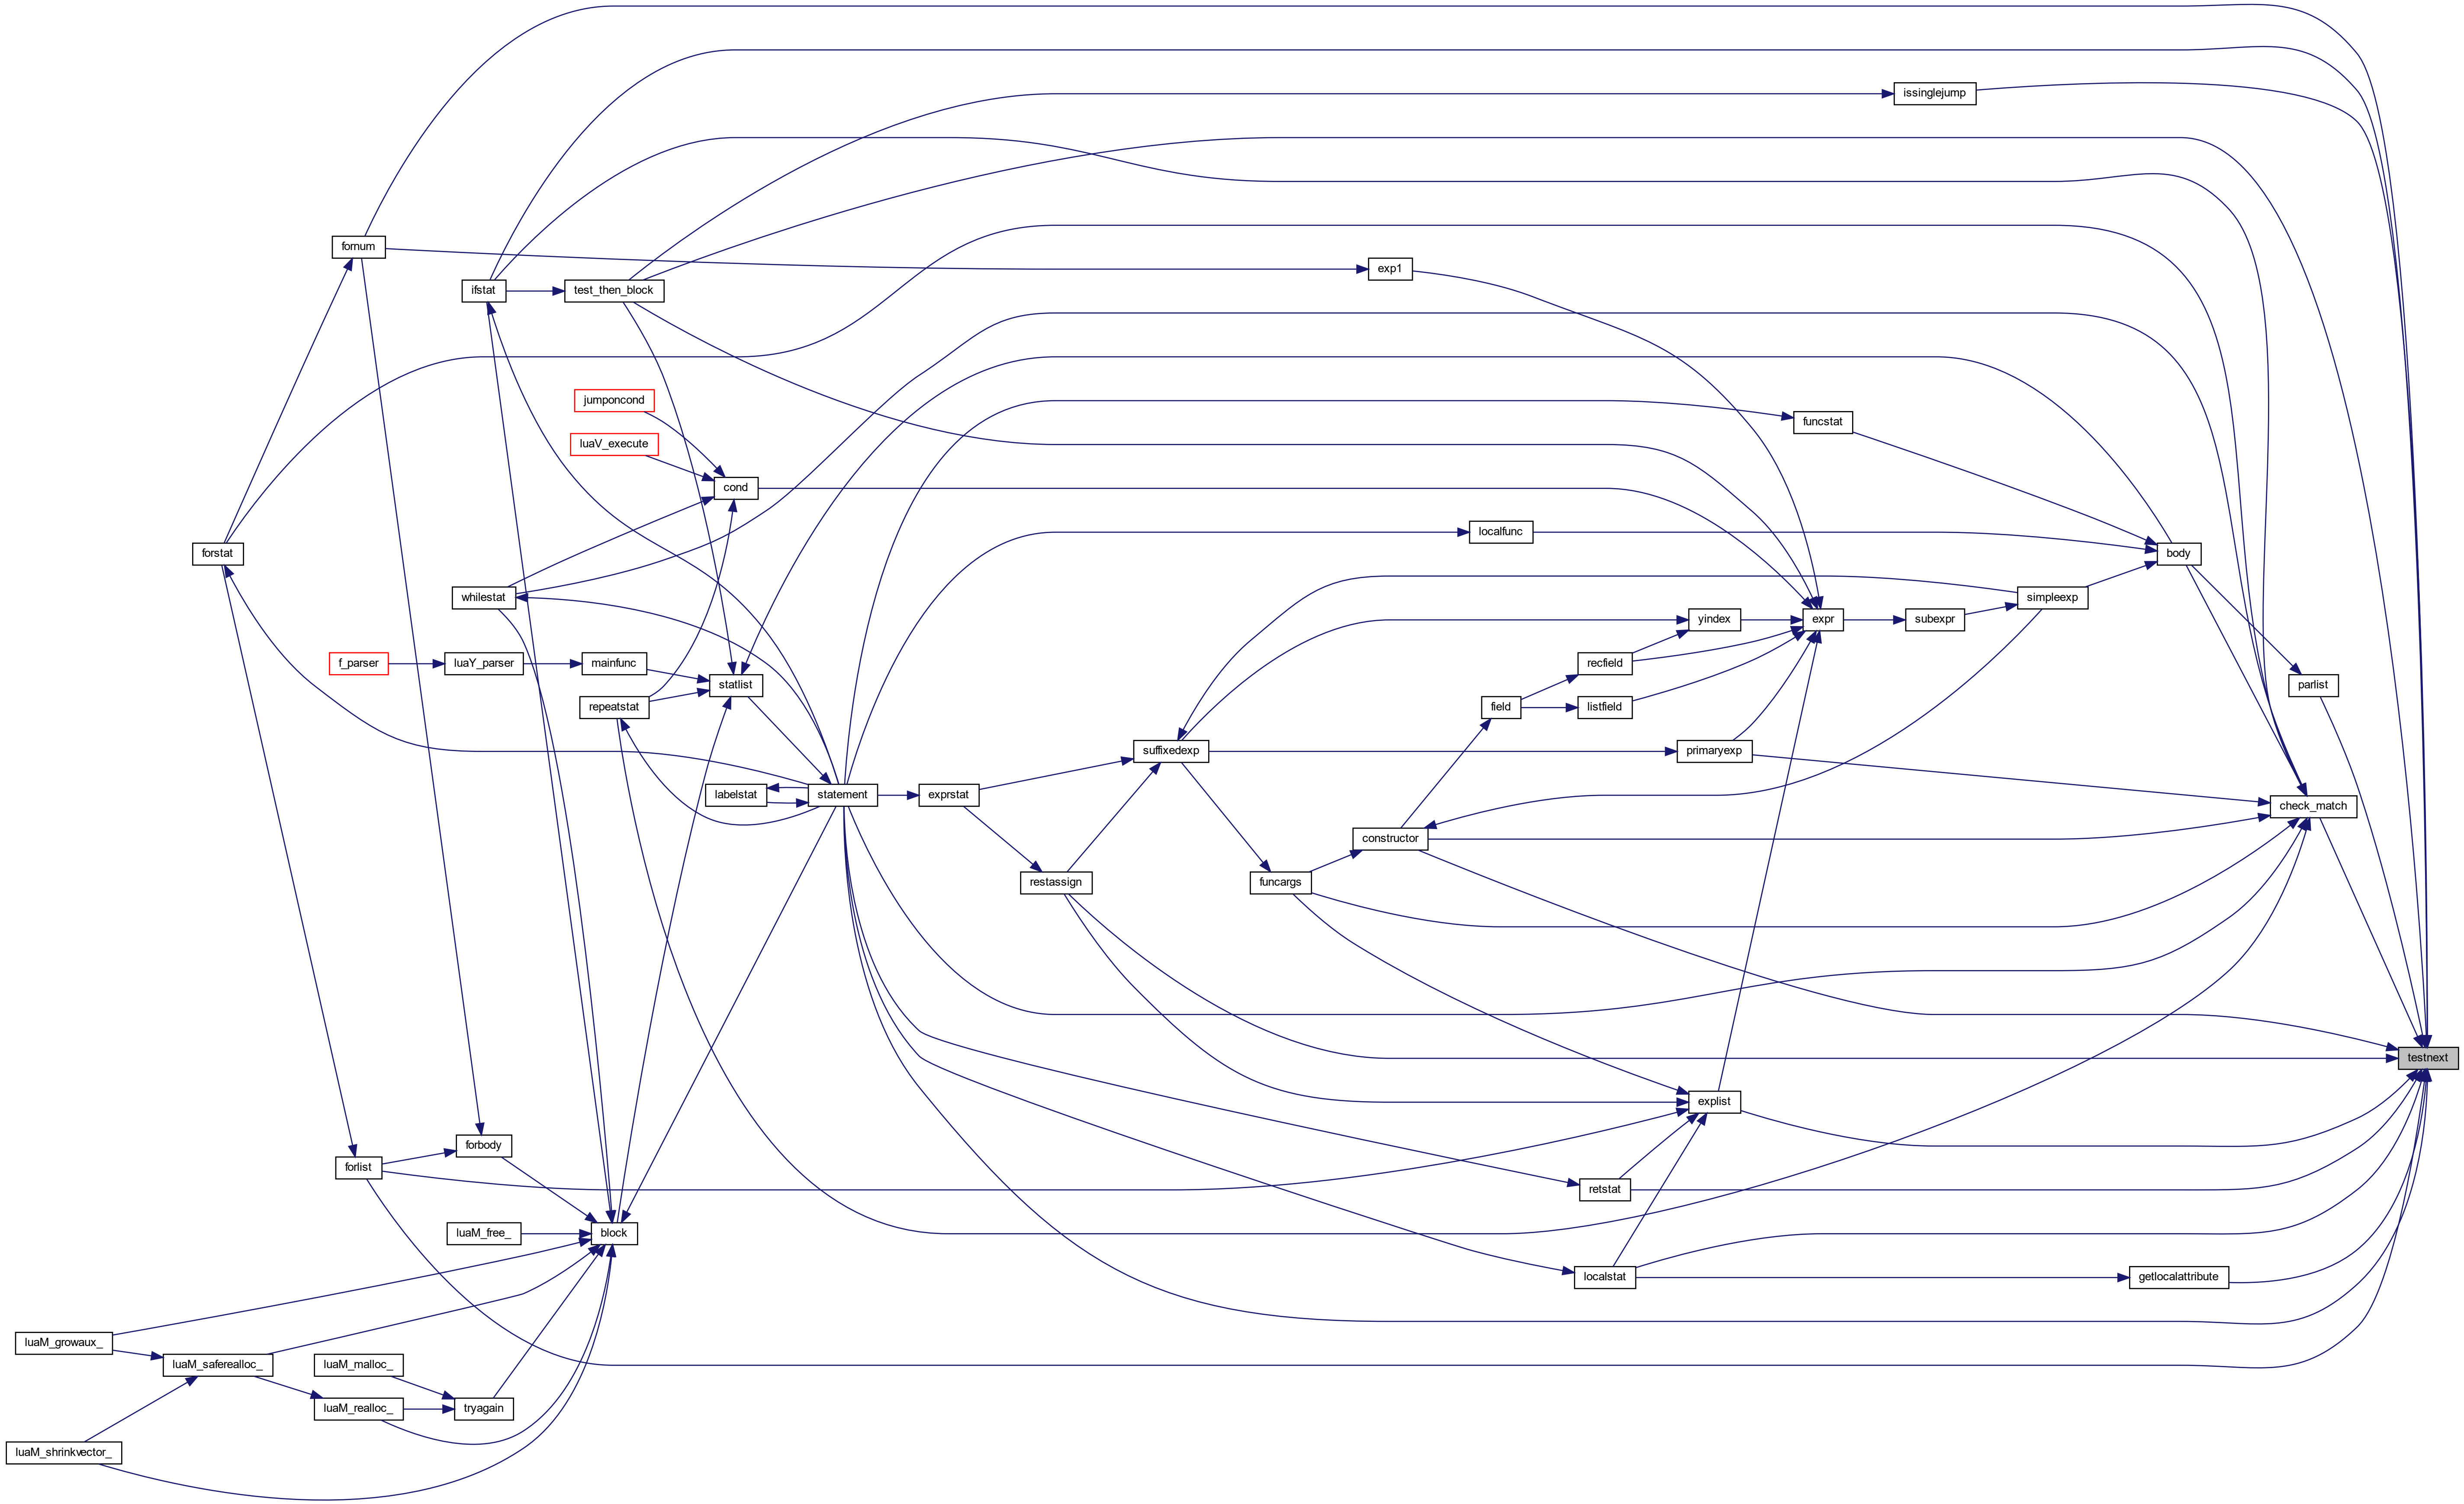 issinglejump
fornum
exp1
ifstat
test_then_block
jumponcond
funcstat
luaV_execute
cond
localfunc
forstat
body
whilestat
simpleexp
yindex
expr
subexpr
f_parser
luaY_parser
mainfunc
recfield
statlist
parlist
repeatstat
field
listfield
suffixedexp
primaryexp
labelstat
statement
exprstat
check_match
constructor
restassign
funcargs
testnext
explist
forbody
forlist
retstat
luaM_free_
block
localstat
getlocalattribute
luaM_growaux_
luaM_saferealloc_
luaM_malloc_
luaM_realloc_
tryagain
luaM_shrinkvector_